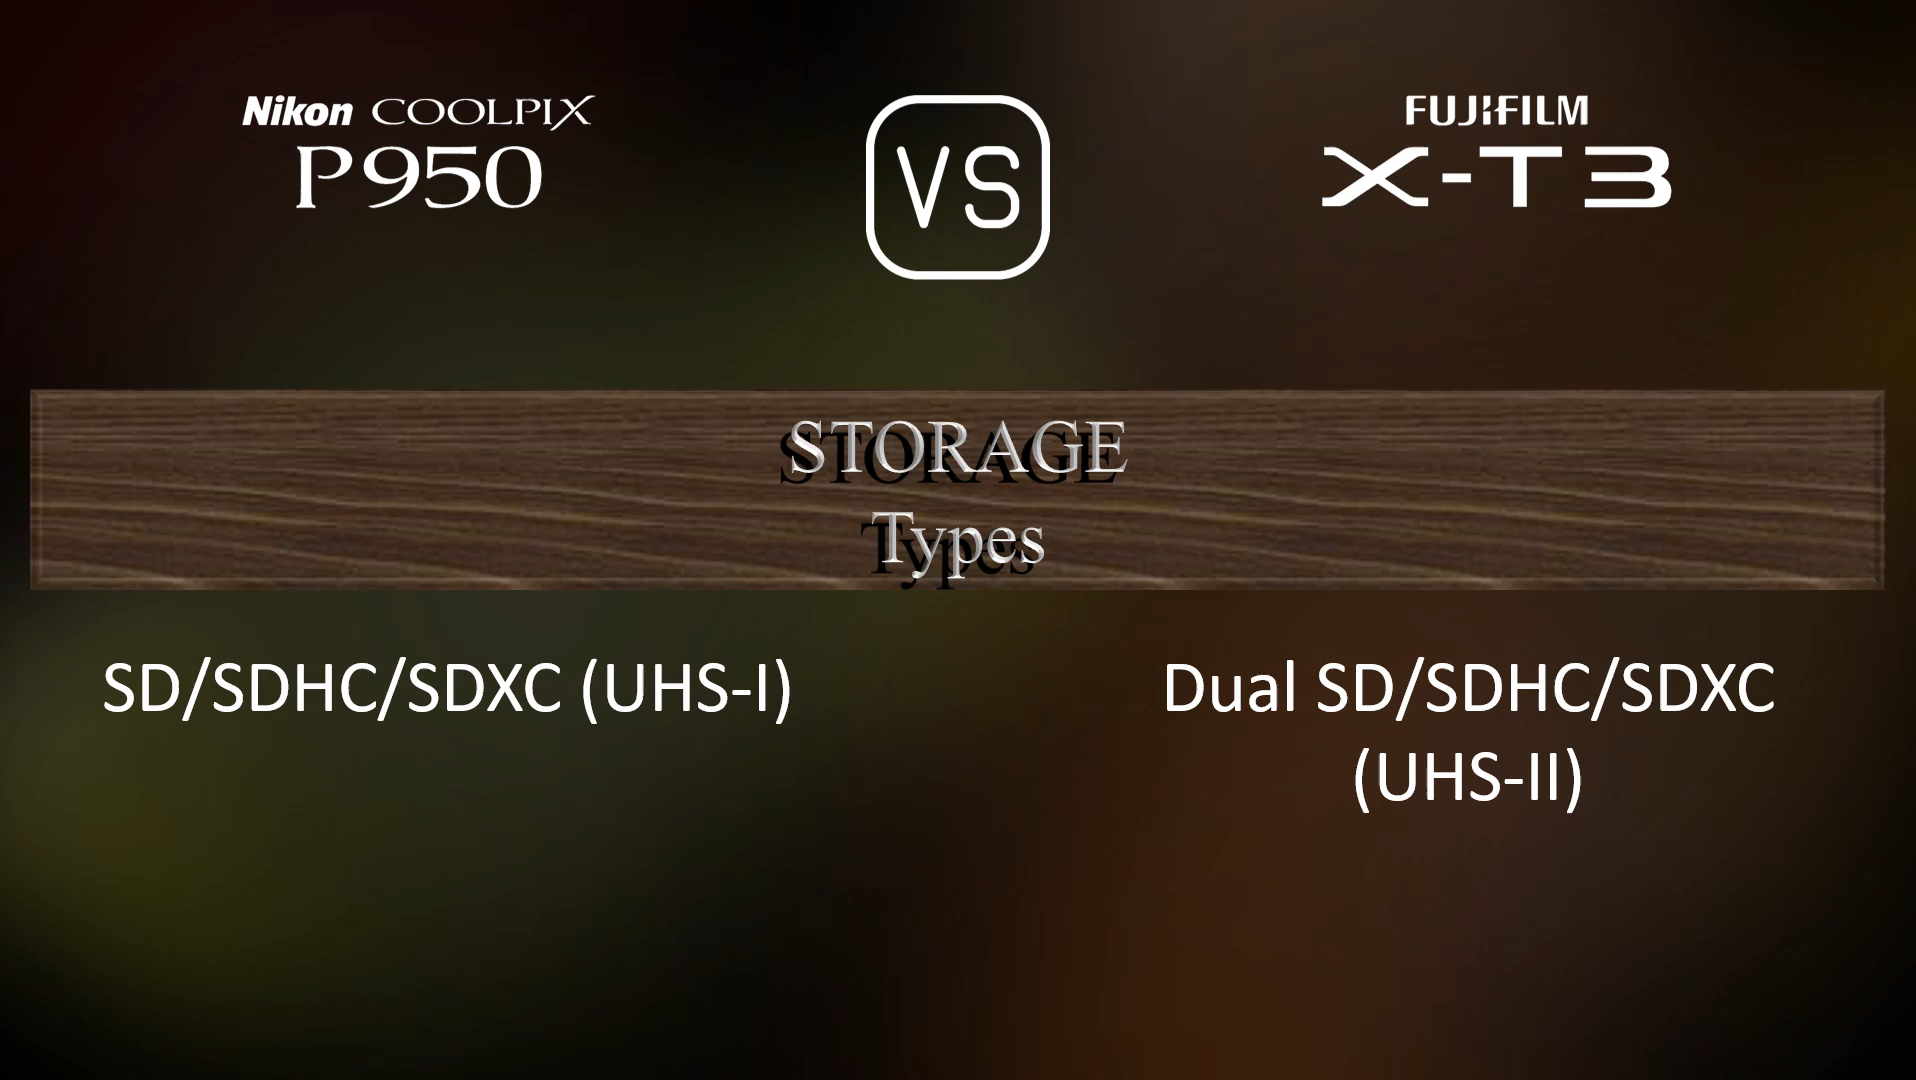 Nikon COOLPIX
P950
VS
FUJIFILM
X-T3
STORAGE
Types
SD/SDHC/SDXC (UHS-I)
Dual SD/SDHC/SDXC
(UHS-II)